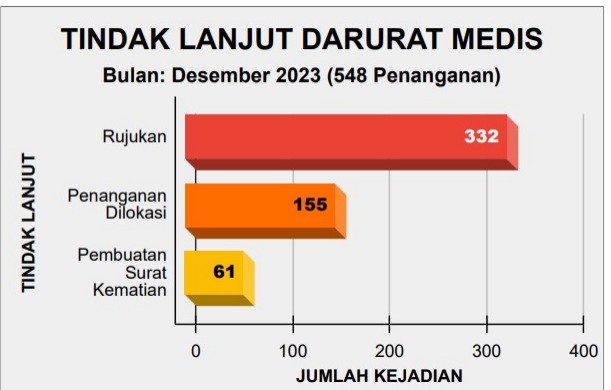 TINDAK LANJUT DARURAT MEDIS
Bulan: Desember 2023 (548 Penanganan)
TINDAK LANJUT
Rujukan
332
Penanganan
Dilokasi
155
Pembuatan
Surat
Kematian
61
0 100 200 300 400
JUMLAH KEJADIAN